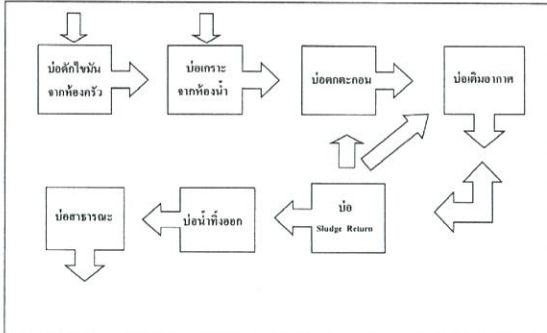 บ่อดักไขมัน
จากห้องครัว
บ่อเกราะ
จากห้องน้ำ
บ่อตกตะกอน
บ่อเติมอากาศ
บ่อสาธารณะ
บ่อน้ำทิ้งออก
บ่อ
Sludge Return